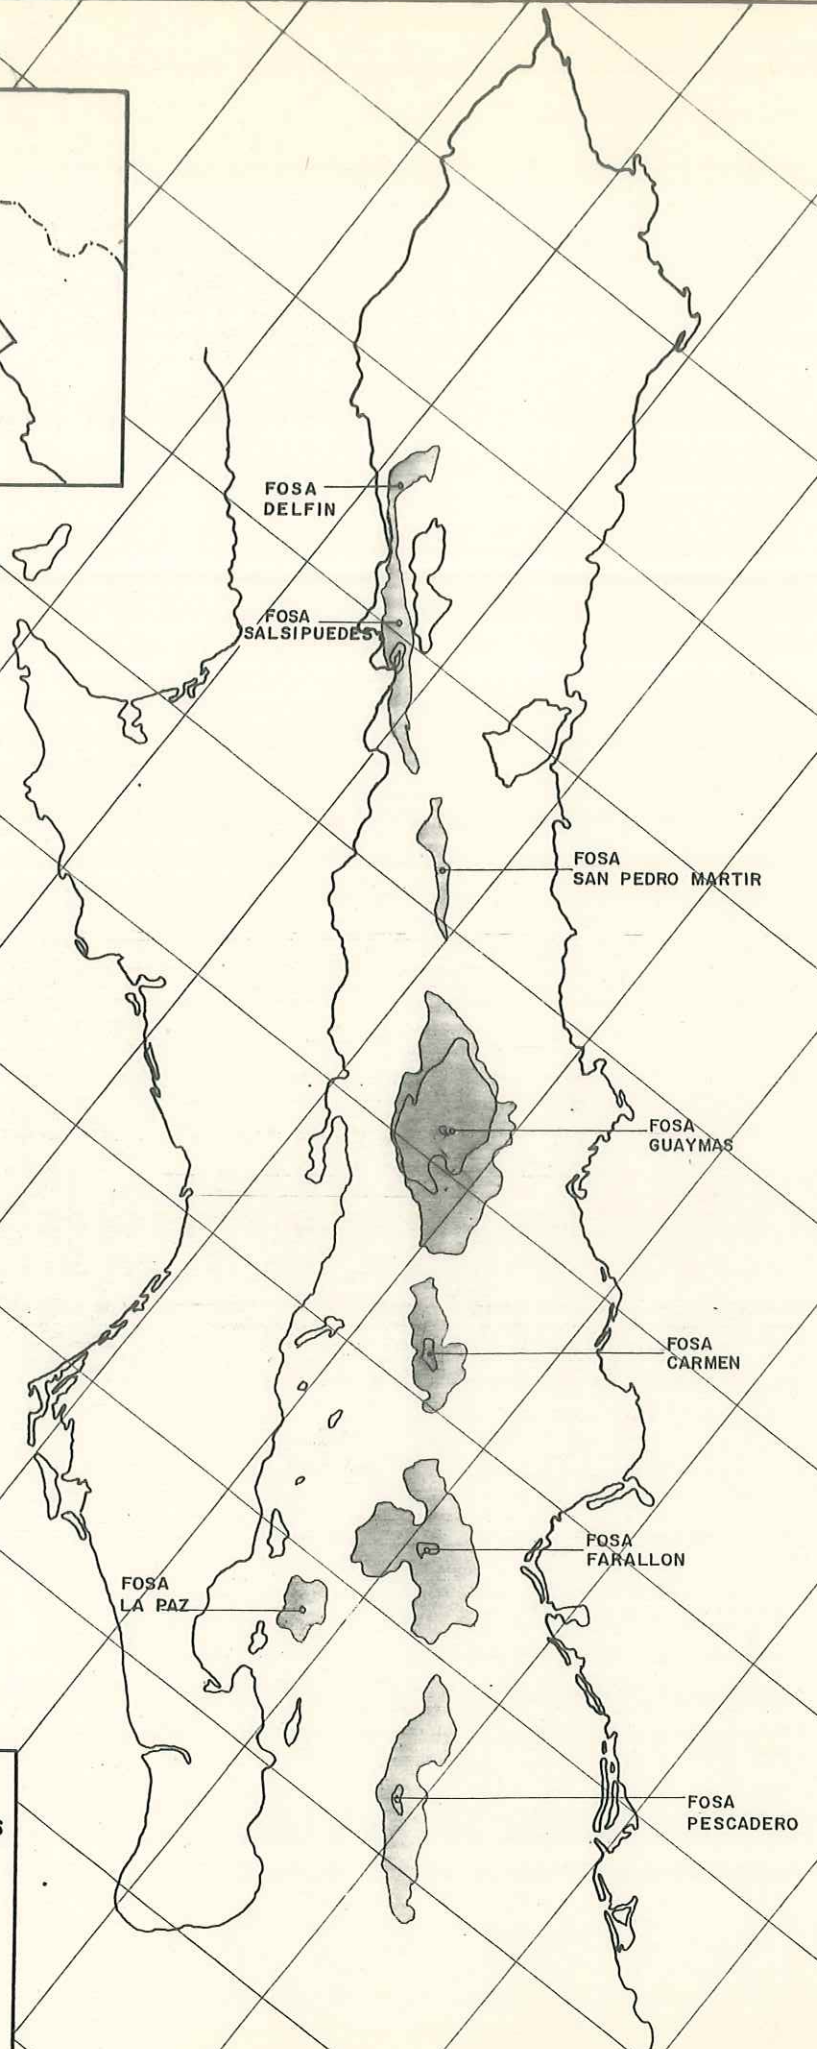 FOSA
DELFIN
FOSA
SALSIPUEDES
FOSA
SAN PEDRO MARTIR
FOSA
GUAYMAS
FOSA
CARMEN
FOSA
FARALLON
FOSA
LA PAZ
FOSA
PESCADERO
S